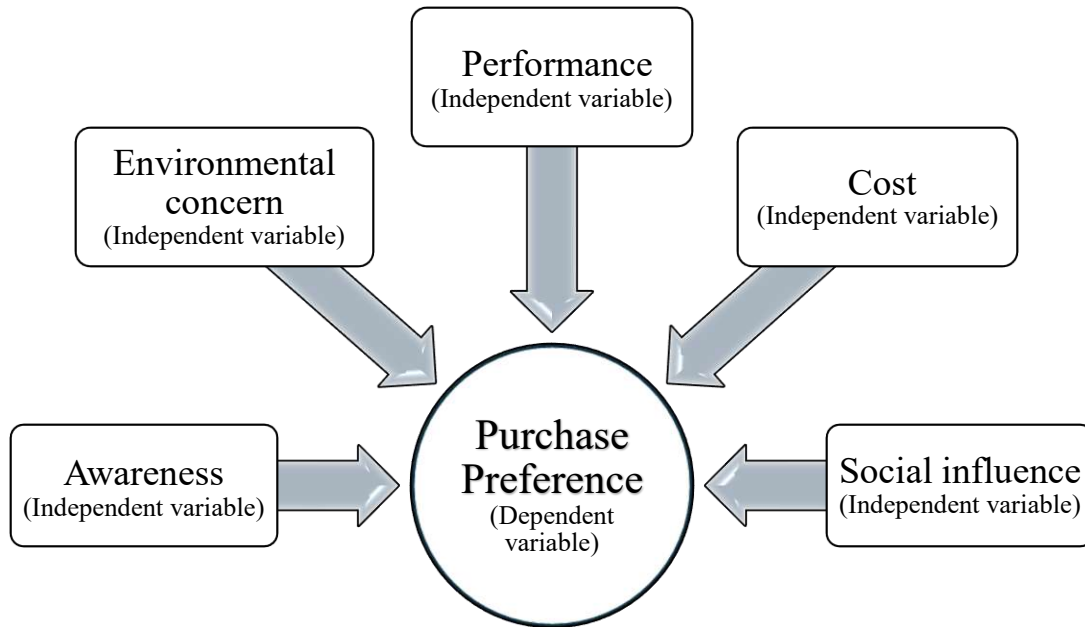 Performance
(Independent variable)
Environmental
concern
(Independent variable)
Cost
(Independent variable)
Awareness
(Independent variable)
Purchase
Preference
(Dependent
variable)
Social influence
(Independent variable)